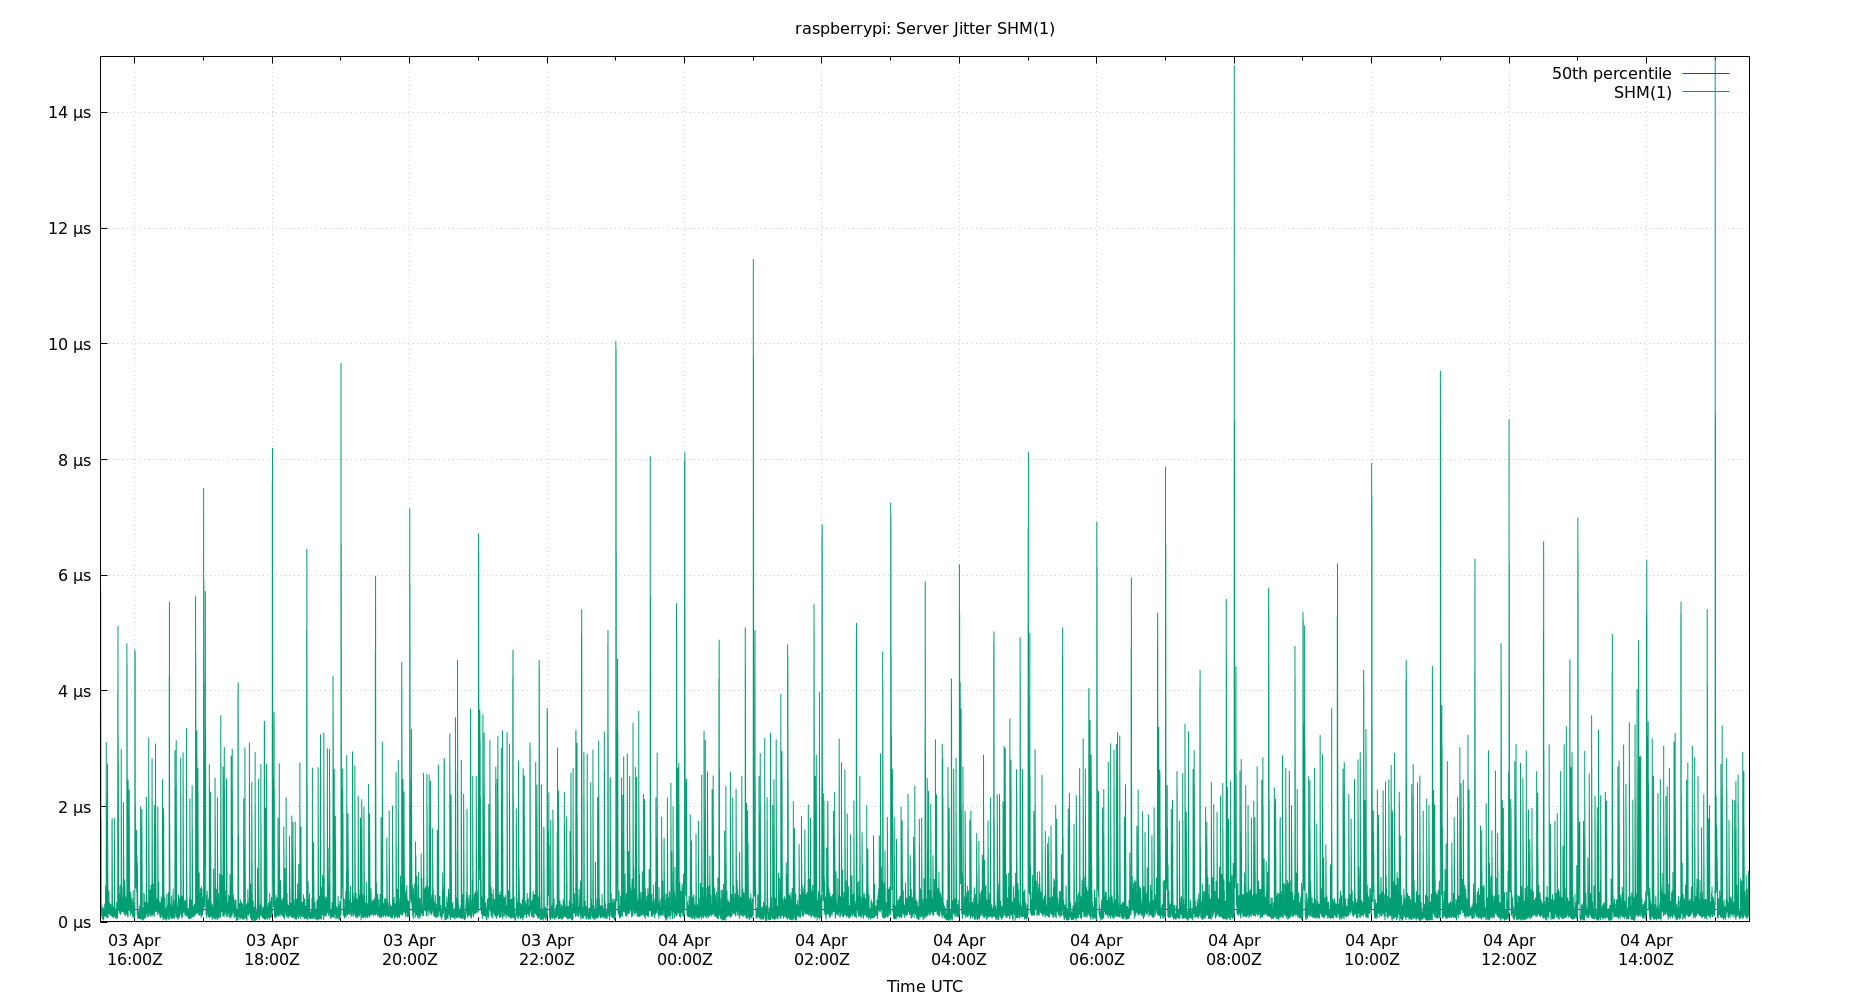 raspberrypi: Server Jitter SHM(1)
50th percentile
SHM(1)
14 µs
12 µs
10 µs
8 µs
6 µs
4 µs
2 µs
0 µs
03 Apr 03 Apr 03 Apr 03 Apr 04 Apr 04 Apr 04 Apr 04 Apr 04 Apr 04 Apr 04 Apr 04 Apr
16:00Z 18:00Z 20:00Z 22:00Z 00:00Z 02:00Z 04:00Z 06:00Z 08:00Z 10:00Z 12:00Z 14:00Z
Time UTC